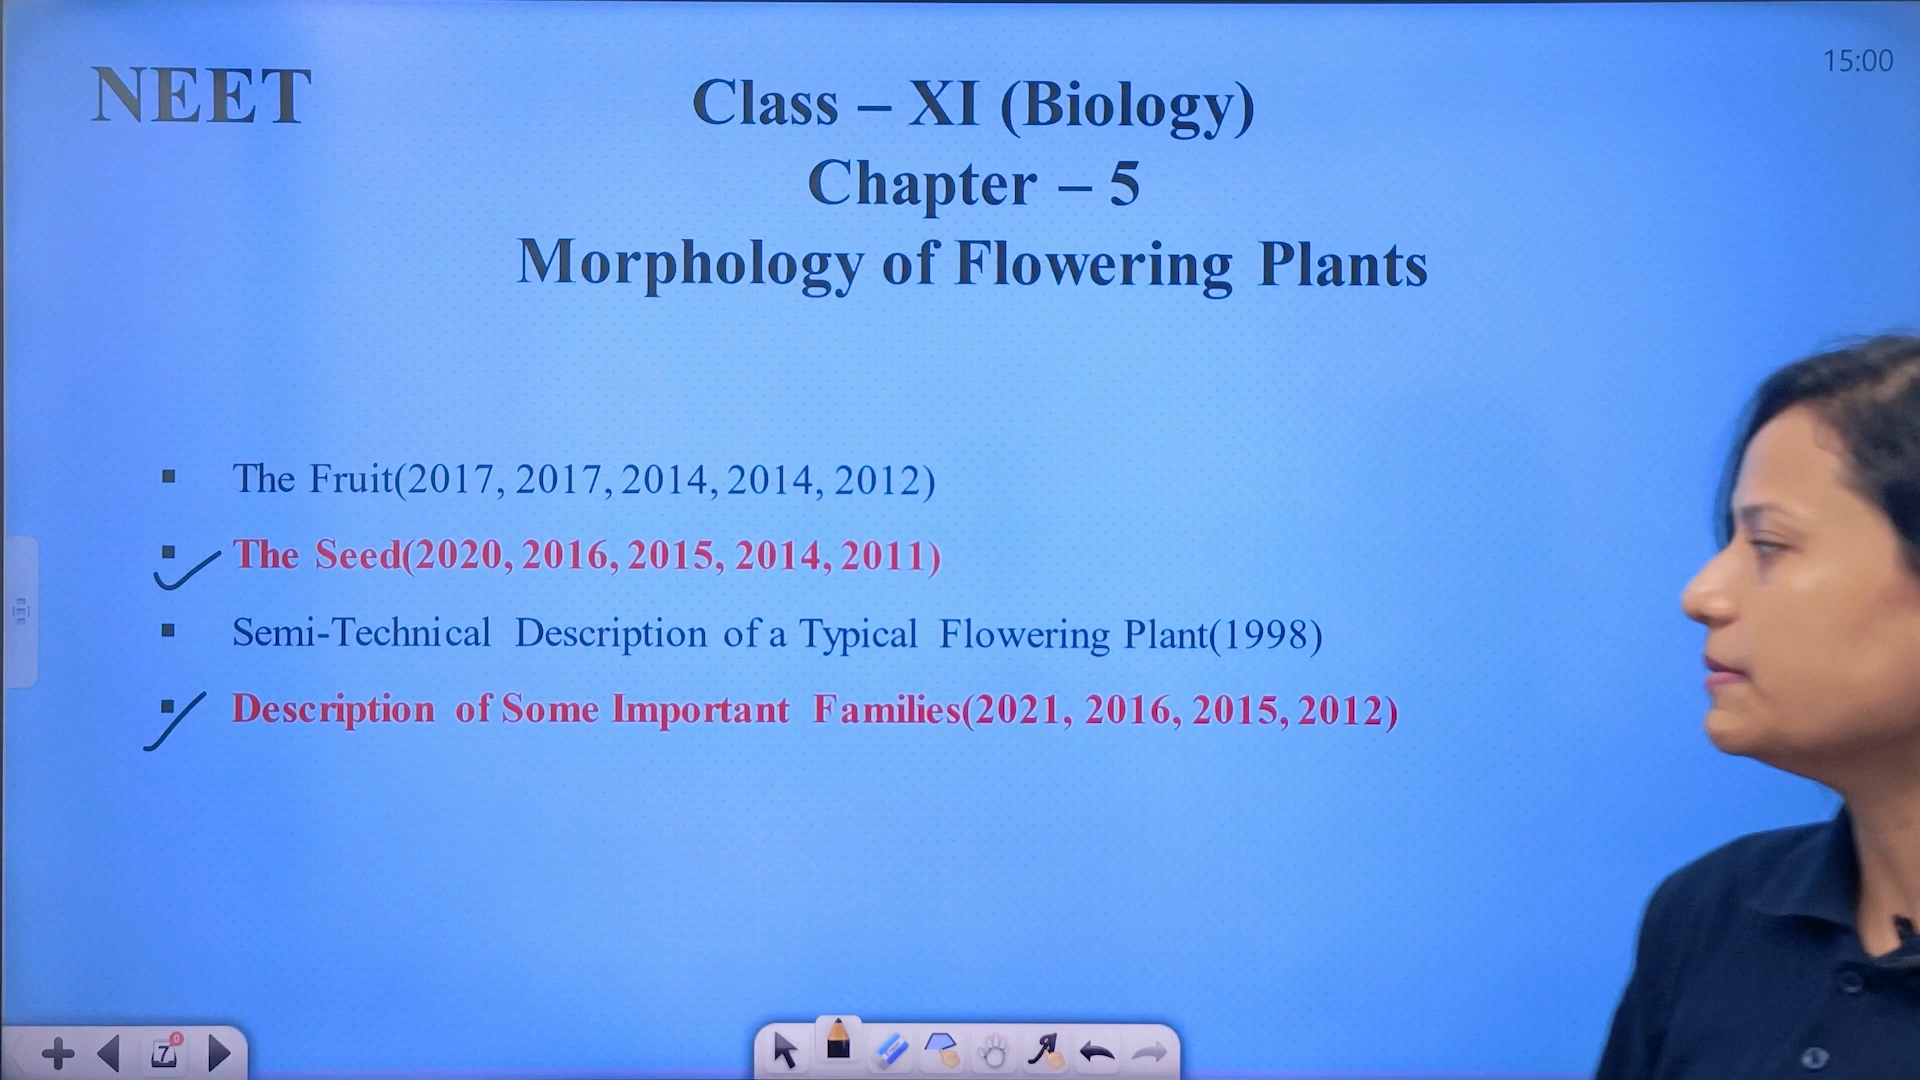 NEET
15:00
Class – XI (Biology)
Chapter – 5
Morphology of Flowering Plants
▪ The Fruit(2017, 2017, 2014, 2014, 2012)
▪ The Seed(2020, 2016, 2015, 2014, 2011)
▪ Semi-Technical Description of a Typical Flowering Plant(1998)
▪ Description of Some Important Families(2021, 2016, 2015, 2012)
7
0